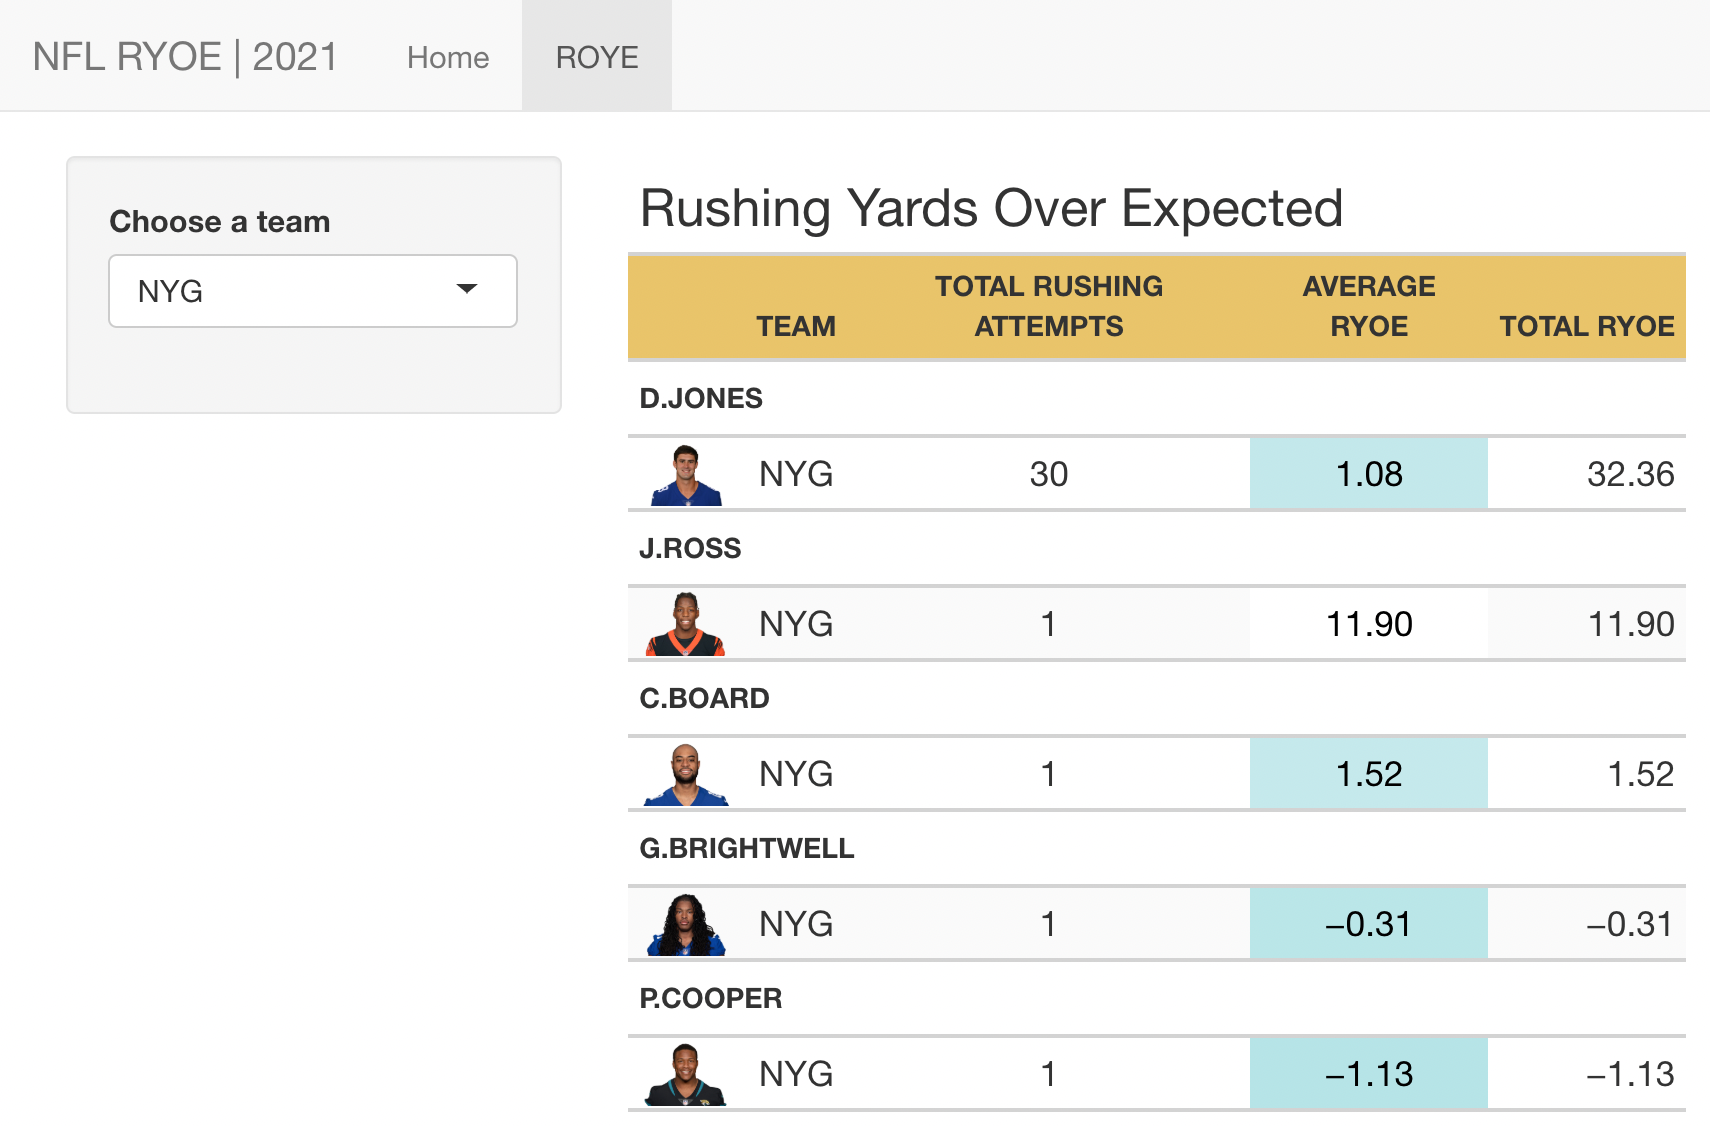 NFL RYOE | 2021 Home ROYE
Choose a team
NYG
Rushing Yards Over Expected
TEAM TOTAL RUSHING ATTEMPTS AVERAGE RYOE TOTAL RYOE
D.JONES
NYG 30 1.08 32.36
J.ROSS
NYG 1 11.90 11.90
C.BOARD
NYG 1 1.52 1.52
G.BRIGHTWELL
NYG 1 −0.31 −0.31
P.COOPER
NYG 1 −1.13 −1.13